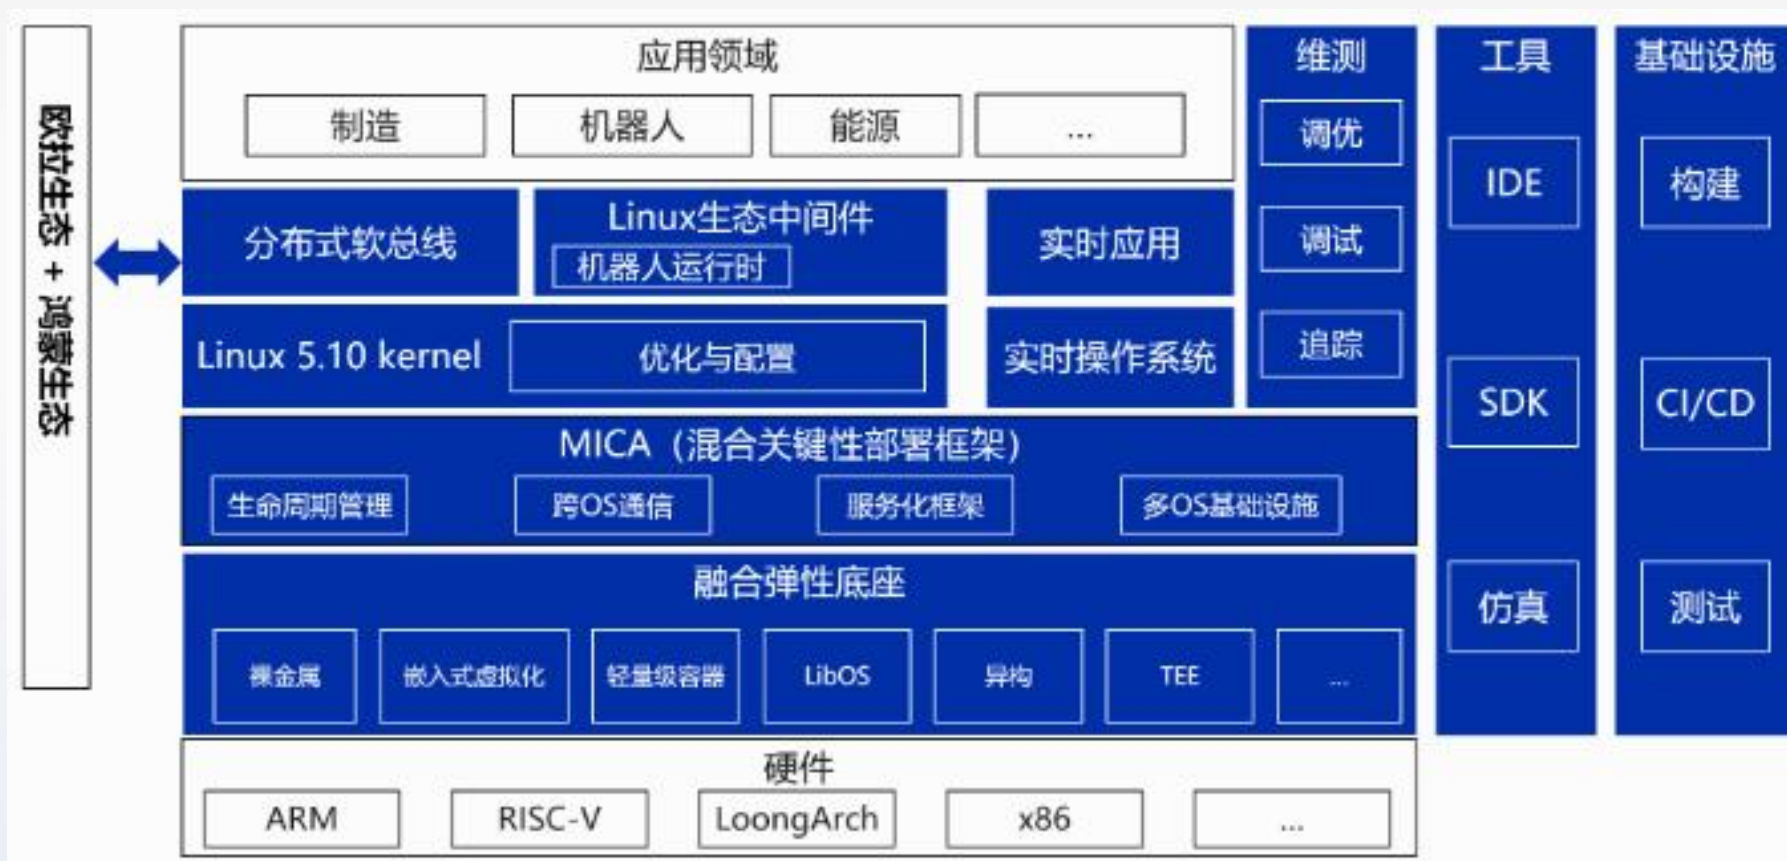 欧拉生态 + 鸿蒙生态
应用领域
制造
机器人
能源
...
分布式软总线
Linux生态中间件
机器人运行时
实时应用
Linux 5.10 kernel
优化与配置
实时操作系统
维测
调优
调试
追踪
MICA（混合关键性部署框架）
生命周期管理
跨OS通信
服务化框架
多OS基础设施
融合弹性底座
裸金属
嵌入式虚拟化
轻量级容器
LibOS
异构
TEE
...
硬件
ARM
RISC-V
LoongArch
x86
...
工具
IDE
SDK
仿真
基础设施
构建
CI/CD
测试